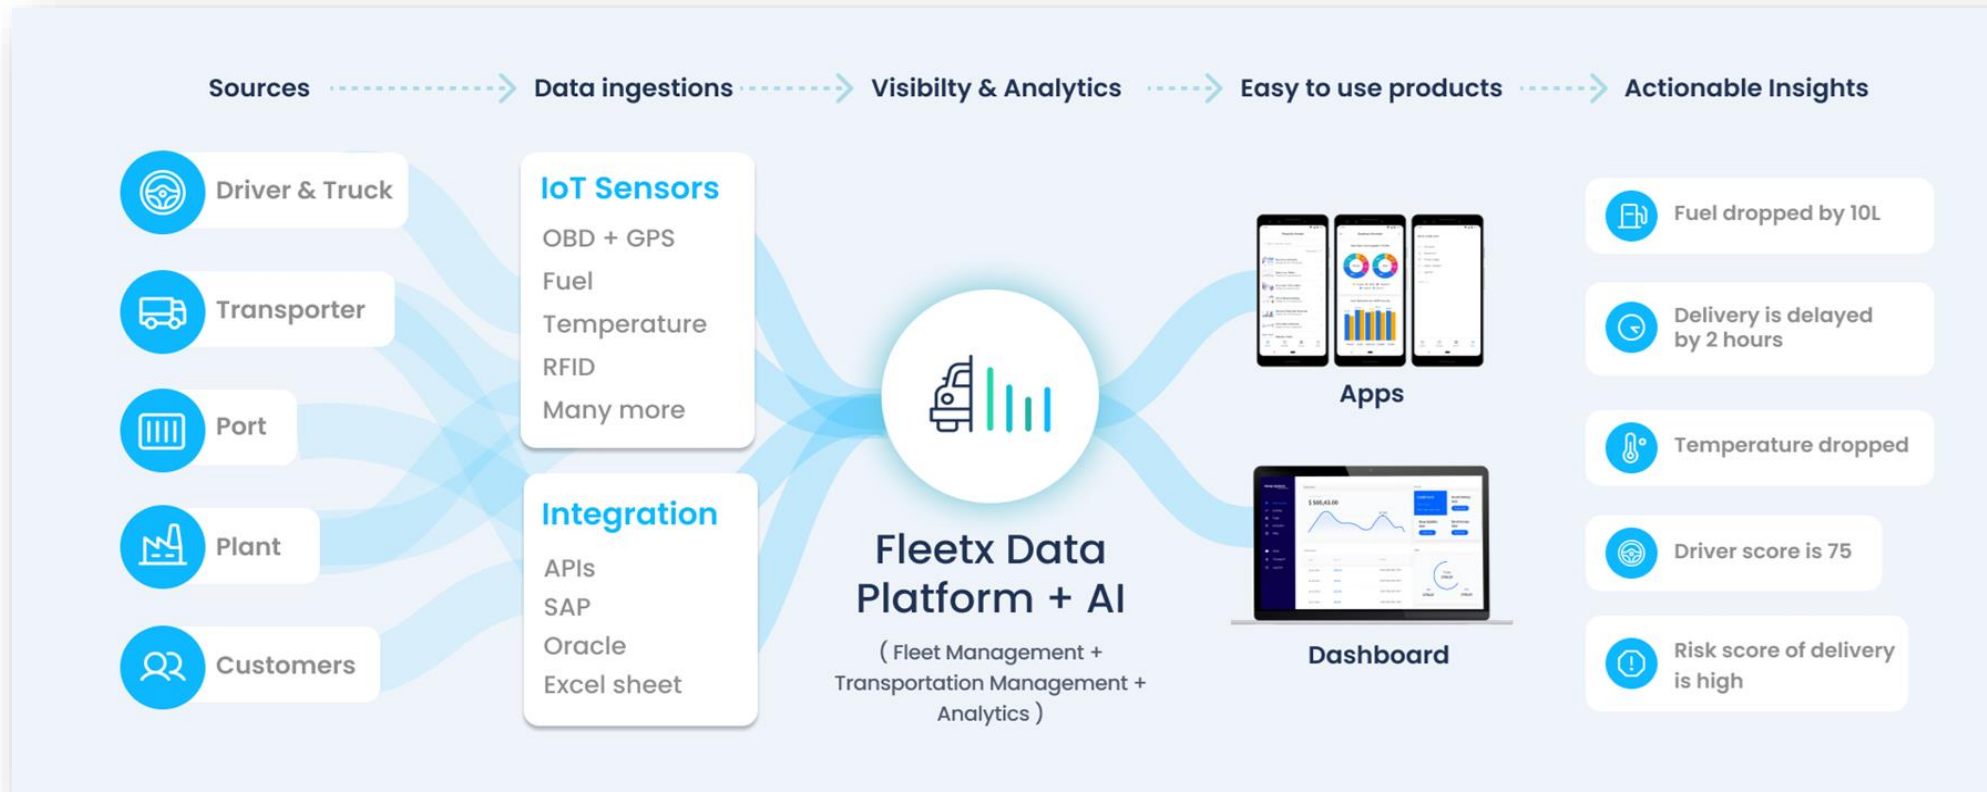 Sources
Data ingestions
Visibilty & Analytics
Easy to use products
Actionable Insights
Driver & Truck
Transporter
Port
Plant
Customers
IoT Sensors
OBD + GPS
Fuel
Temperature
RFID
Many more
Integration
APIs
SAP
Oracle
Excel sheet
Fleetx Data
Platform + AI
( Fleet Management +
Transportation Management +
Analytics )
Apps
Dashboard
Fuel dropped by 10L
Delivery is delayed
by 2 hours
Temperature dropped
Driver score is 75
Risk score of delivery
is high